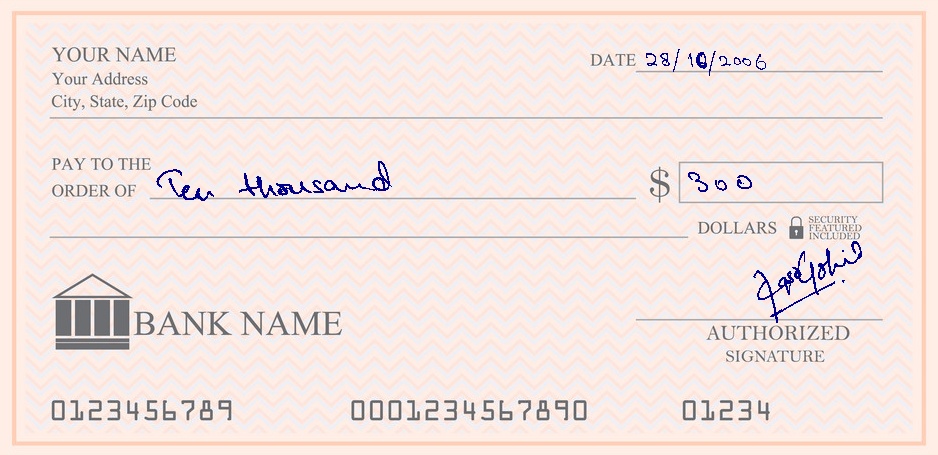 YOUR NAME
Your Address
City, State, Zip Code
DATE 28/10/2006
PAY TO THE
ORDER OF Ten thousand $ 300
DOLLARS
SECURITY
FEATURED
INCLUDED
BANK NAME
AUTHORIZED
SIGNATURE
0123456789 0001234567890 01234